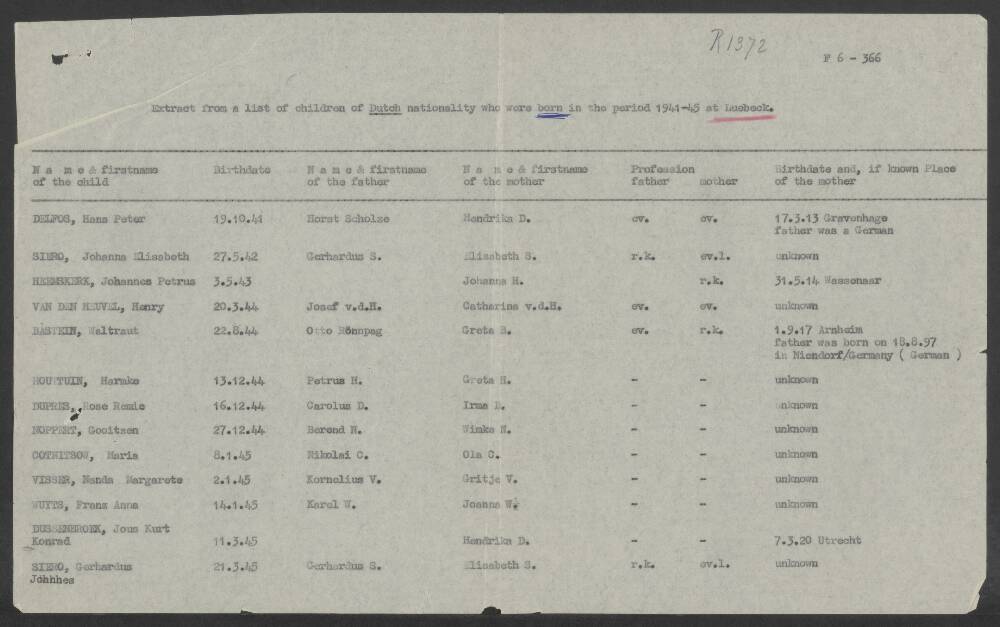 R1372
F 6 - 366
Extract from a list of children of Dutch nationality who were born in the period 1941-45 at Luebeck.
N a m e & firstname Birthdate N a m e & firstname N a m e & firstname Profession Birthdate and, if known Place
of the child of the father of the mother father mother of the mother
DELFOS, Hans Peter 19.10.41 Horst Scholze Hendrika D. ev. ev. 17.3.13 Gravenhage
father was a German
SIERO, Johanna Elisabeth 27.5.42 Gerhardus S. Elisabeth S. r.k. ev.l. unknown
HEEMSKERK, Johannes Petrus 3.5.43 Johanna H. r.k. 31.5.14 Wassenaar
VAN DEN HEUVEL, Henry 20.3.44 Josef v.d.H. Catharina v.d.H. ev. ev. unknown
BASTEIN, Waltraut 22.8.44 Otto Rönnpag Greta B. ev. r.k. 1.9.17 Arnheim
father was born on 18.8.97
in Niendorf/Germany ( German )
HOUTTUIN, Harmke 13.12.44 Petrus H. Greta H. - - unknown
DUPRES, Rose Remie 16.12.44 Carolus D. Irma D. - - unknown
NOPPERT, Gooitzen 27.12.44 Berend N. Wimke N. - - unknown
COTNITSOW, Maria 8.1.45 Nikolai C. Ola C. - - unknown
VISSER, Nanda Margarete 2.1.45 Kornelius V. Gritje V. - - unknown
WUYTS, Franz Anna 14.1.45 Karel W. Joanna W. - - unknown
DUSSENBROEK, Jous Kurt
Konrad 11.3.45 Hendrika D. - - 7.3.20 Utrecht
SIERO, Gerhardus 21.3.45 Gerhardus S. Elisabeth S. r.k. ev.l. unknown
Johhhes